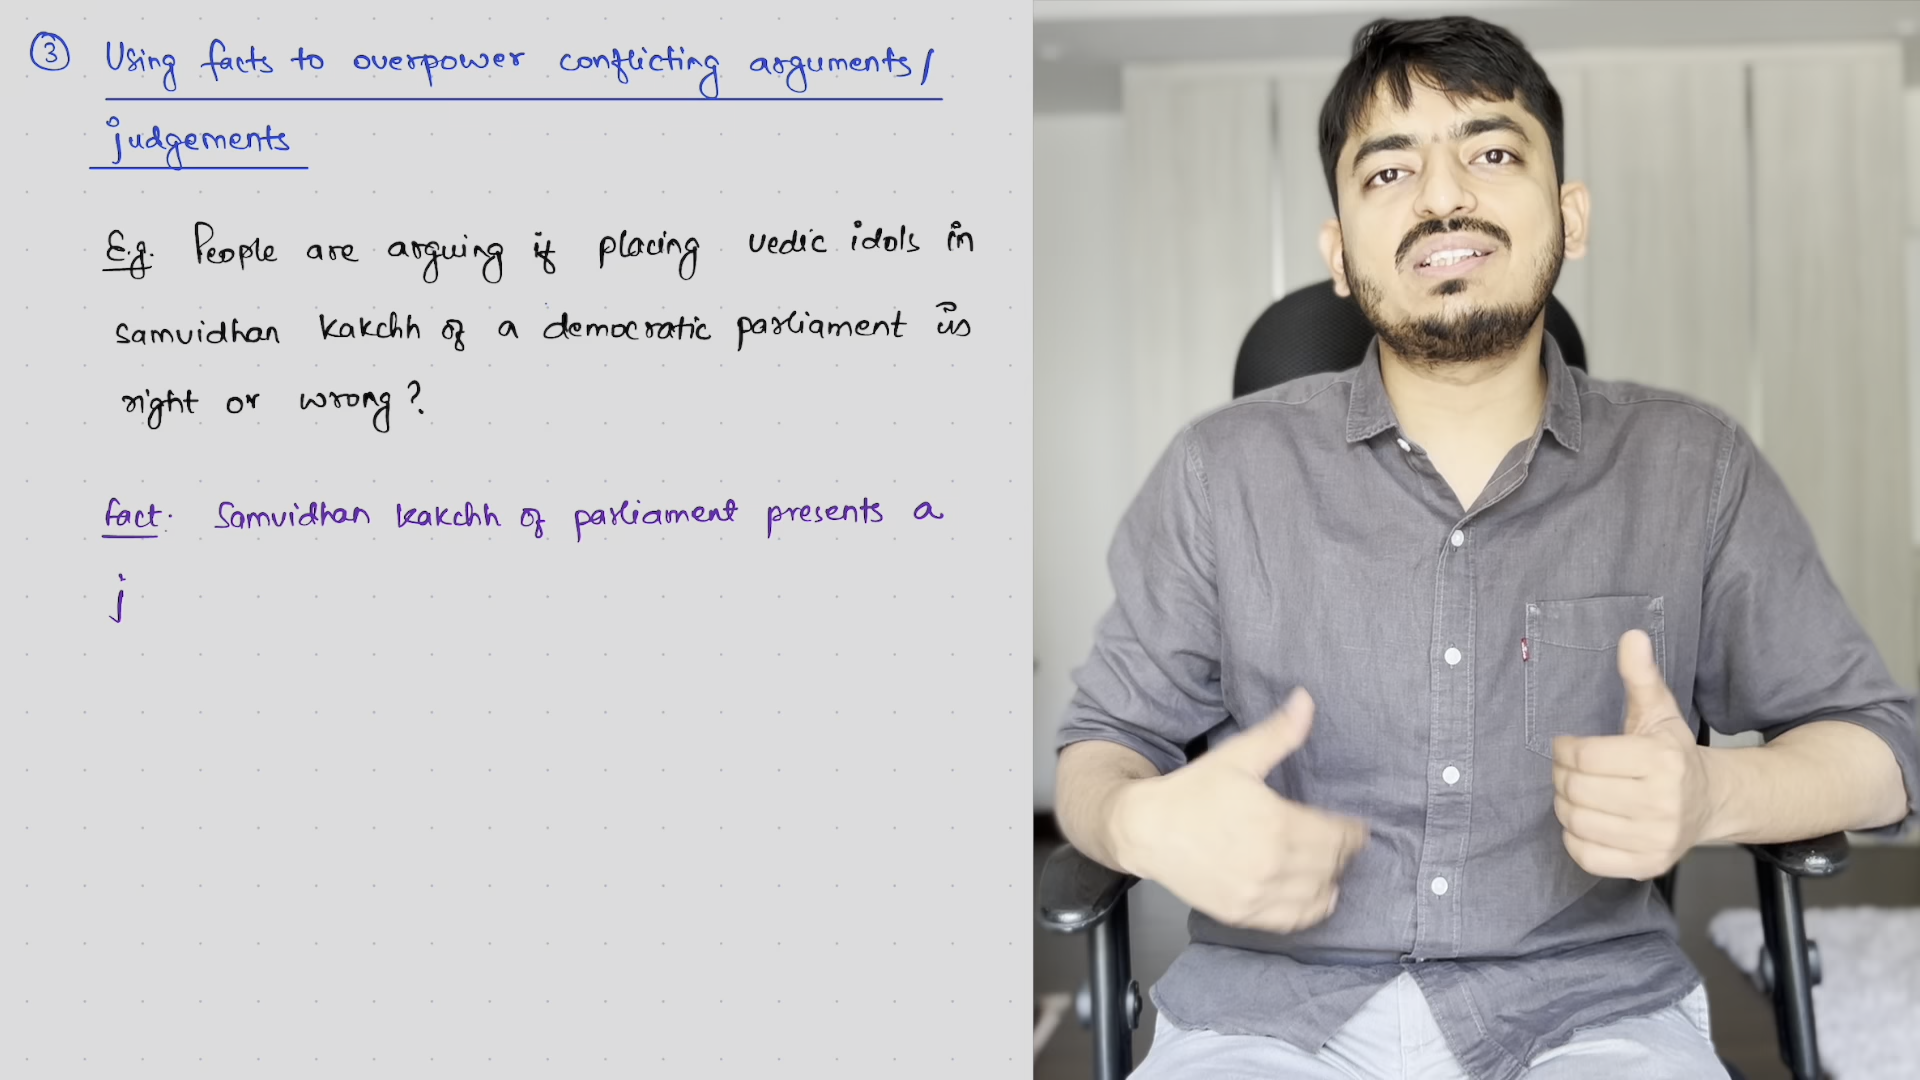 3 Using facts to overpower conflicting arguments/
judgements
E.g. People are arguing if placing vedic idols in
samvidhan kakchh of a democratic parliament is
right or wrong?
fact: Samvidhan kakchh of parliament presents a
j